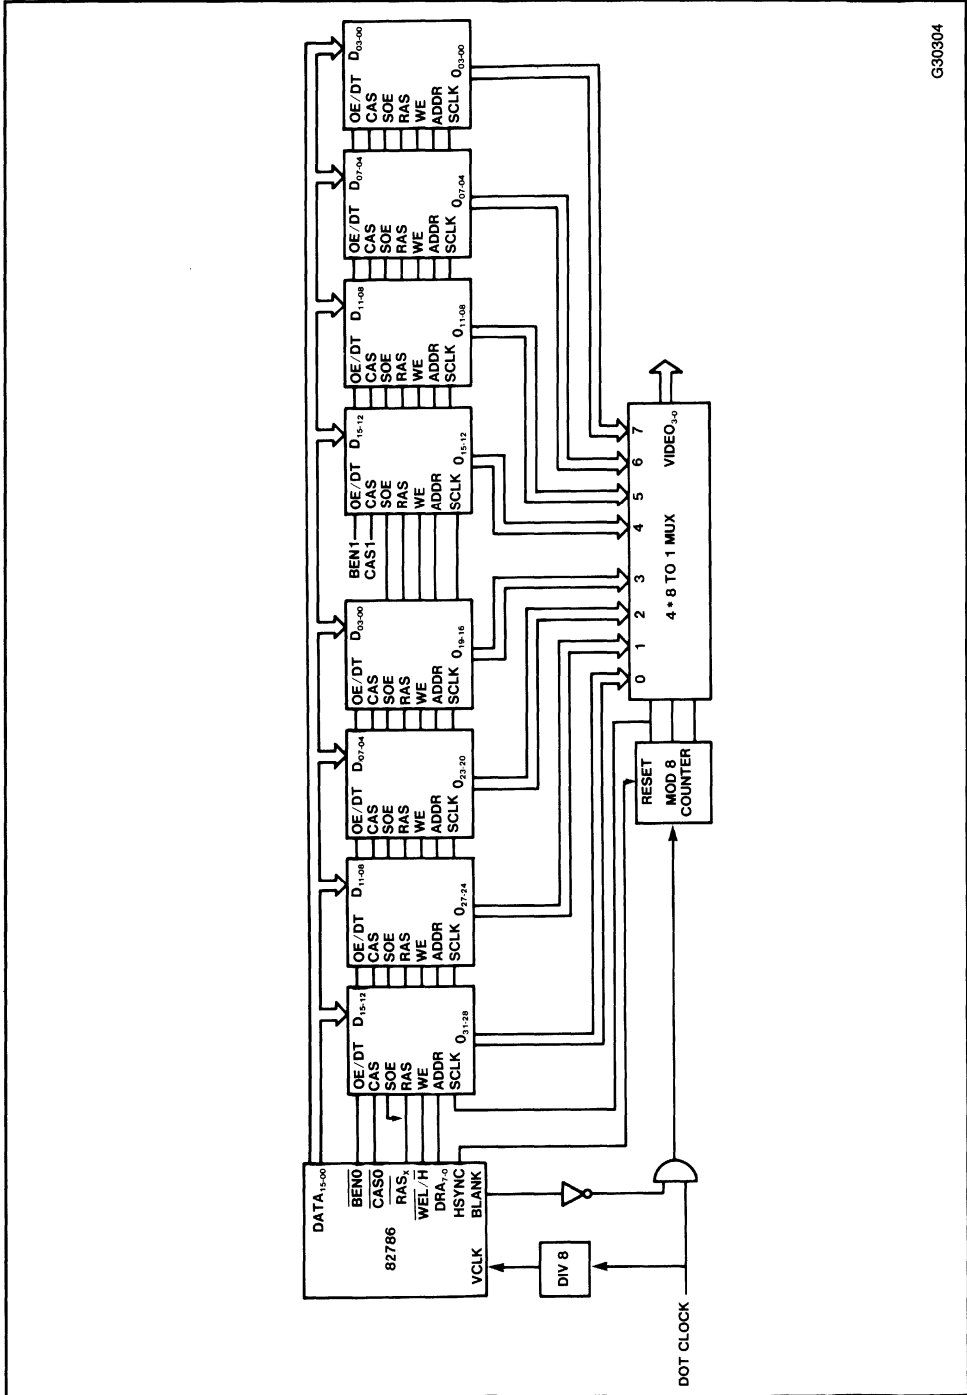 DATA15-00
BEN0
CAS0
RASX
WEL/H
DRA7-0
HSYNC
BLANK
82786
VCLK
DIV 8
DOT CLOCK
OE/DT
CAS
SOE
RAS
WE
ADDR
SCLK
D15-12
O31-28
OE/DT
CAS
SOE
RAS
WE
ADDR
SCLK
D11-08
O27-24
OE/DT
CAS
SOE
RAS
WE
ADDR
SCLK
D07-04
O23-20
OE/DT
CAS
SOE
RAS
WE
ADDR
SCLK
D03-00
O19-16
BEN1
CAS1
OE/DT
CAS
SOE
RAS
WE
ADDR
SCLK
D15-12
O15-12
OE/DT
CAS
SOE
RAS
WE
ADDR
SCLK
D11-08
O11-08
OE/DT
CAS
SOE
RAS
WE
ADDR
SCLK
D07-04
O07-04
OE/DT
CAS
SOE
RAS
WE
ADDR
SCLK
D03-00
O03-00
RESET
MOD 8
COUNTER
0 1 2 3 4 5 6 7
VIDEO3-0
4 * 8 TO 1 MUX
G30304